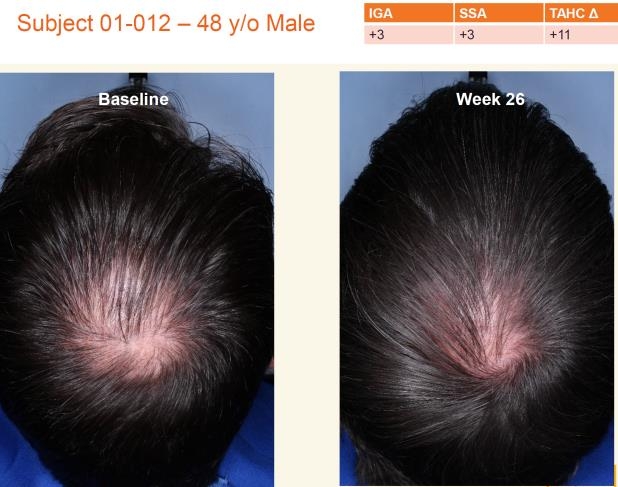 Subject 01-012 – 48 y/o Male
IGA SSA TAHC Δ
+3 +3 +11
Baseline
Week 26